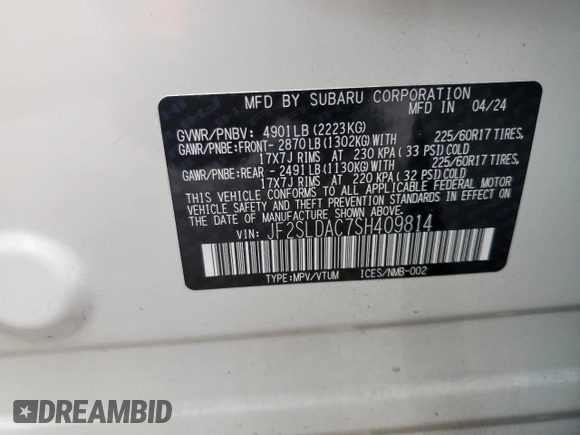 MFD BY SUBARU CORPORATION
MFD IN 04/24
GVWR/PNBV: 4901LB(2223KG)
GAWR/PNBE:FRONT- 2870LB(1302KG)WITH 225/60R17 TIRES,
17X7J RIMS AT 230 KPA( 33 PSI)COLD
GAWR/PNBE:REAR - 2491LB(1130KG)WITH 225/60R17 TIRES,
17X7J RIMS AT 220 KPA( 32 PSI)COLD
THIS VEHICLE CONFORMS TO ALL APPLICABLE FEDERAL MOTOR
VEHICLE SAFETY, BUMPER, AND THEFT PREVENTION STANDARDS IN EFFECT ON
THE DATE OF MANUFACTURE SHOWN ABOVE.
VIN: JF2SLDAC7SH409814
TYPE:MPV/VTUM ICES/NMB-002
DREAMBID